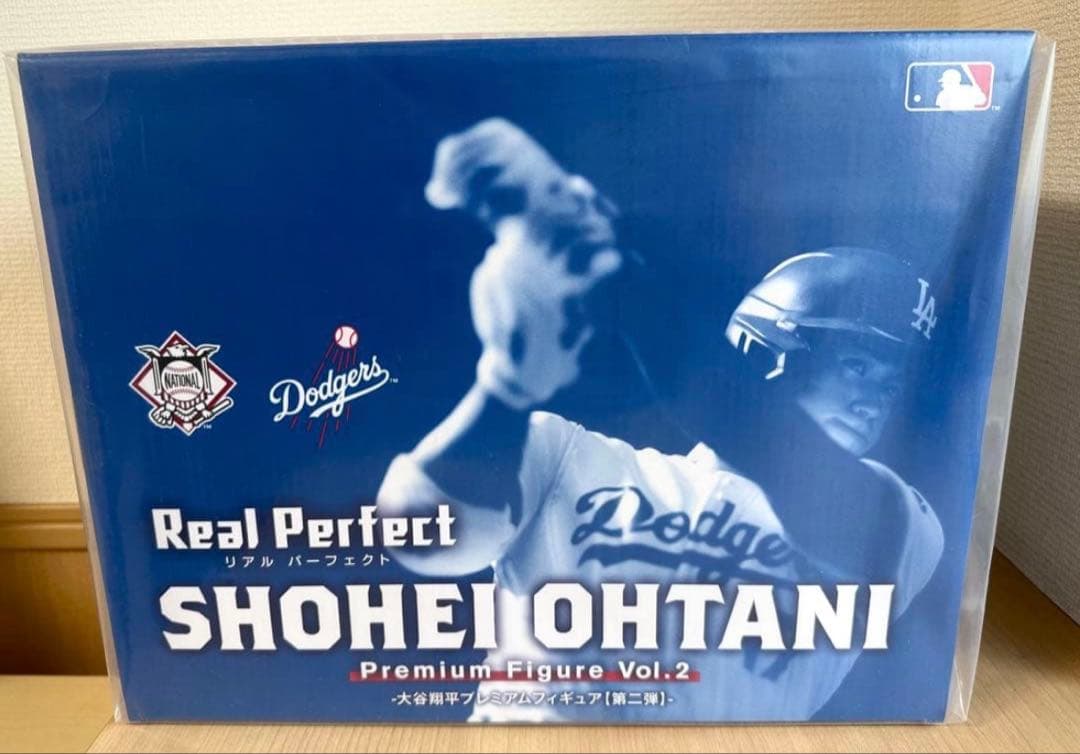 LA
NATIONAL
Dodgers
Dodge
Real Perfect
リアル パーフェクト
SHOHEI OHTANI
Premium Figure Vol.2
-大谷翔平プレミアムフィギュア【第二弾】-